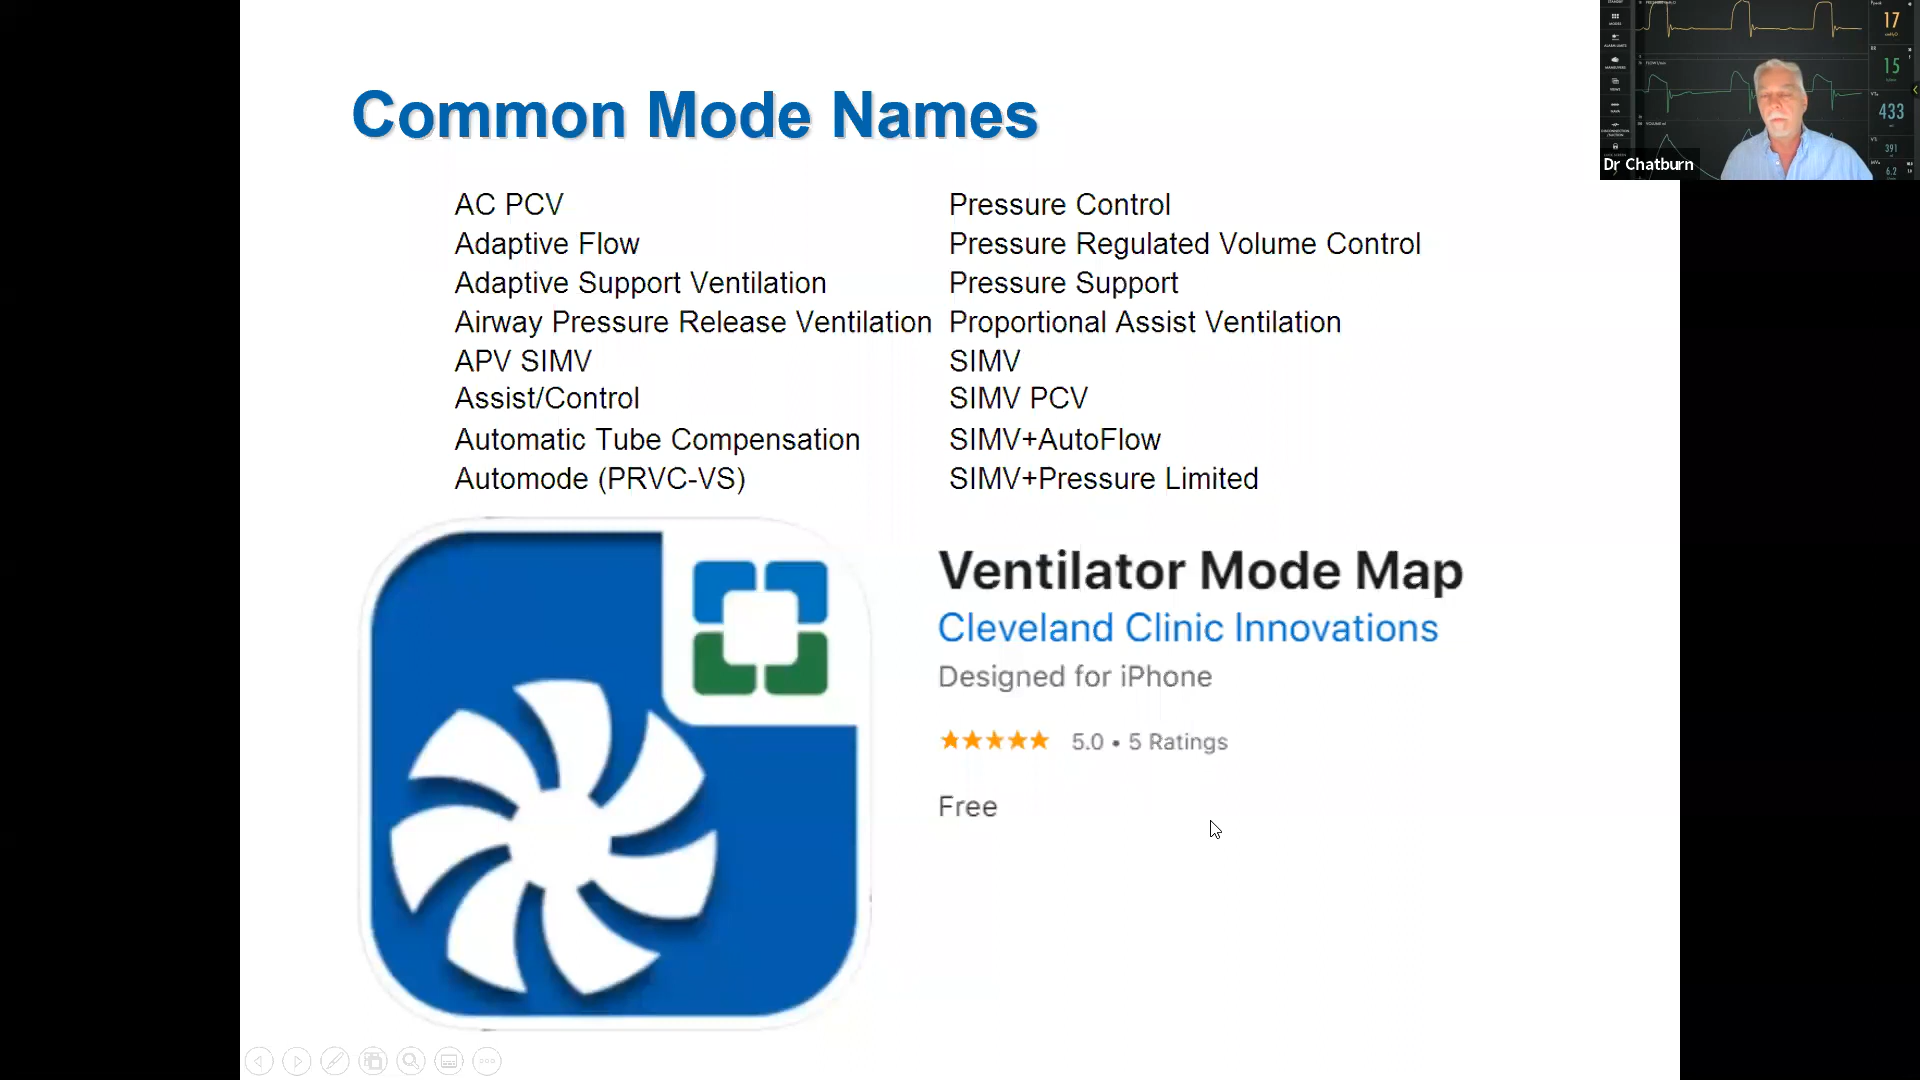 Common Mode Names
AC PCV
Adaptive Flow
Adaptive Support Ventilation
Airway Pressure Release Ventilation
APV SIMV
Assist/Control
Automatic Tube Compensation
Automode (PRVC-VS)
Pressure Control
Pressure Regulated Volume Control
Pressure Support
Proportional Assist Ventilation
SIMV
SIMV PCV
SIMV+AutoFlow
SIMV+Pressure Limited
Ventilator Mode Map
Cleveland Clinic Innovations
Designed for iPhone
5.0 • 5 Ratings
Free
17
15
433
391
6.2
Dr Chatburn